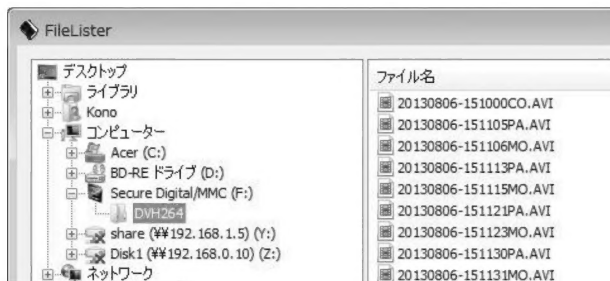 FileLister
デスクトップ
ライブラリ
Kono
コンピューター
Acer (C:)
BD-RE ドライブ (D:)
Secure Digital/MMC (F:)
DVH264
share (¥¥192.168.1.5) (Y:)
Disk1 (¥¥192.168.0.10) (Z:)
ネットワーク
ファイル名
20130806-151000CO.AVI
20130806-151105PA.AVI
20130806-151106MO.AVI
20130806-151113PA.AVI
20130806-151115MO.AVI
20130806-151121PA.AVI
20130806-151123MO.AVI
20130806-151130PA.AVI
20130806-151131MO.AVI